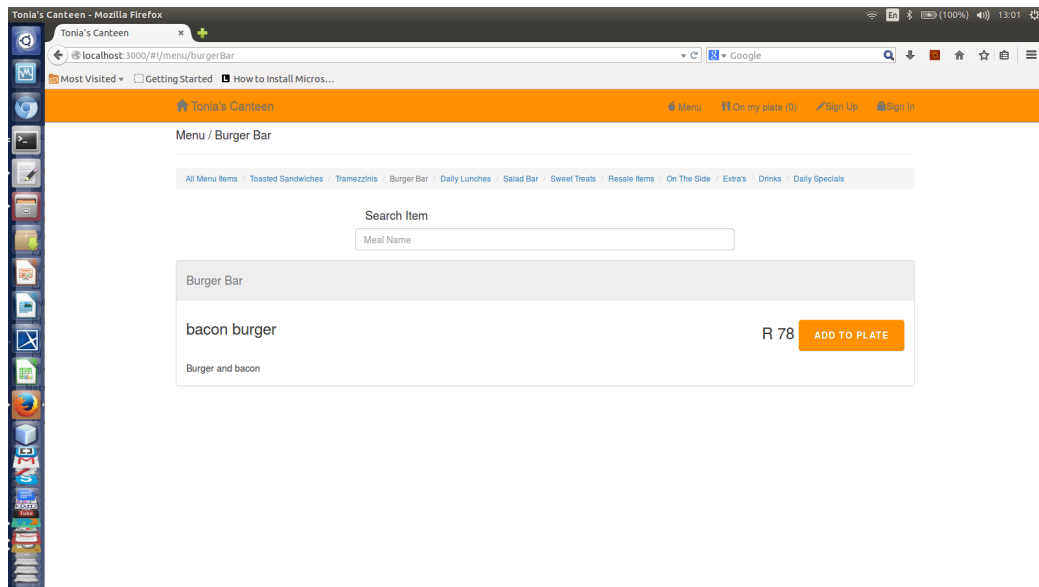 Tonia's Canteen - Mozilla Firefox
En
(100%)
13:01
Tonia's Canteen
localhost:3000/#!/menu/burgerBar
Google
Most Visited
Getting Started
How to Install Micros...
Tonia's Canteen
Menu
On my plate (0)
Sign Up
Sign In
Menu / Burger Bar
All Menu Items / Toasted Sandwiches / Tramezzinis / Burger Bar / Daily Lunches / Salad Bar / Sweet Treats / Resale Items / On The Side / Extra's / Drinks / Daily Specials
Search Item
Meal Name
Burger Bar
bacon burger
R 78
ADD TO PLATE
Burger and bacon